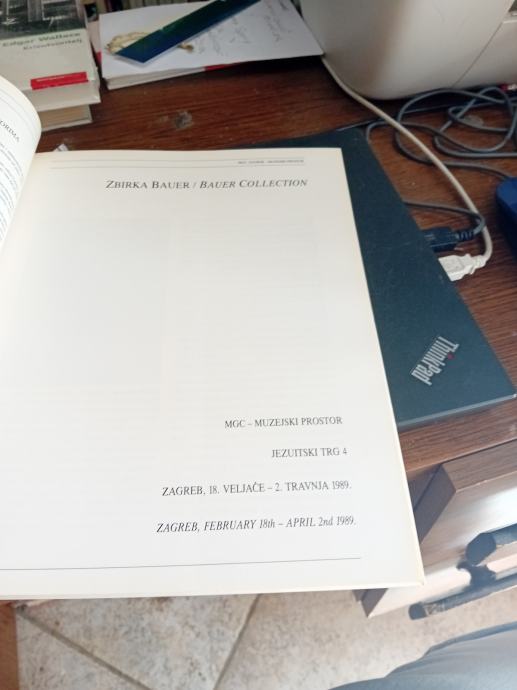 Edgar Wallace
ZBIRKA BAUER / BAUER COLLECTION
MGC – MUZEJSKI PROSTOR
JEZUITSKI TRG 4
ZAGREB, 18. VELJAČE – 2. TRAVNJA 1989.
ZAGREB, FEBRUARY 18th – APRIL 2nd 1989.
ThinkPad